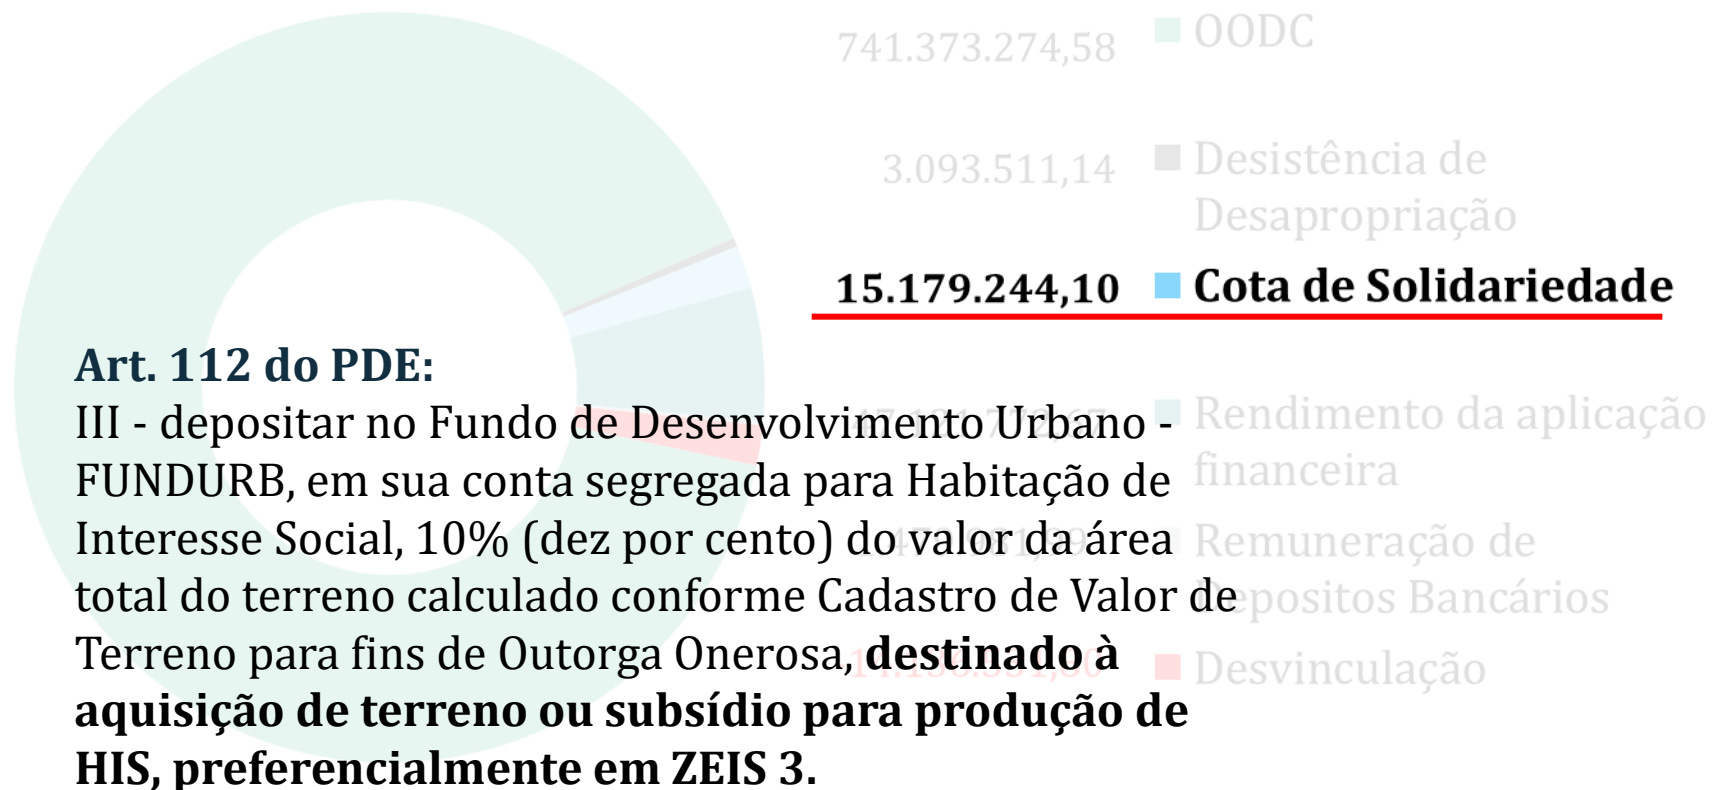 741.373.274,58 OODC
3.093.511,14 Desistência de
Desapropriação
15.179.244,10 Cota de Solidariedade
Art. 112 do PDE:
III - depositar no Fundo de Desenvolvimento Urbano -
FUNDURB, em sua conta segregada para Habitação de
Interesse Social, 10% (dez por cento) do valor da área
total do terreno calculado conforme Cadastro de Valor de
Terreno para fins de Outorga Onerosa, destinado à
aquisição de terreno ou subsídio para produção de
HIS, preferencialmente em ZEIS 3.
Rendimento da aplicação
financeira
Remuneração de
Depositos Bancários
Desvinculação